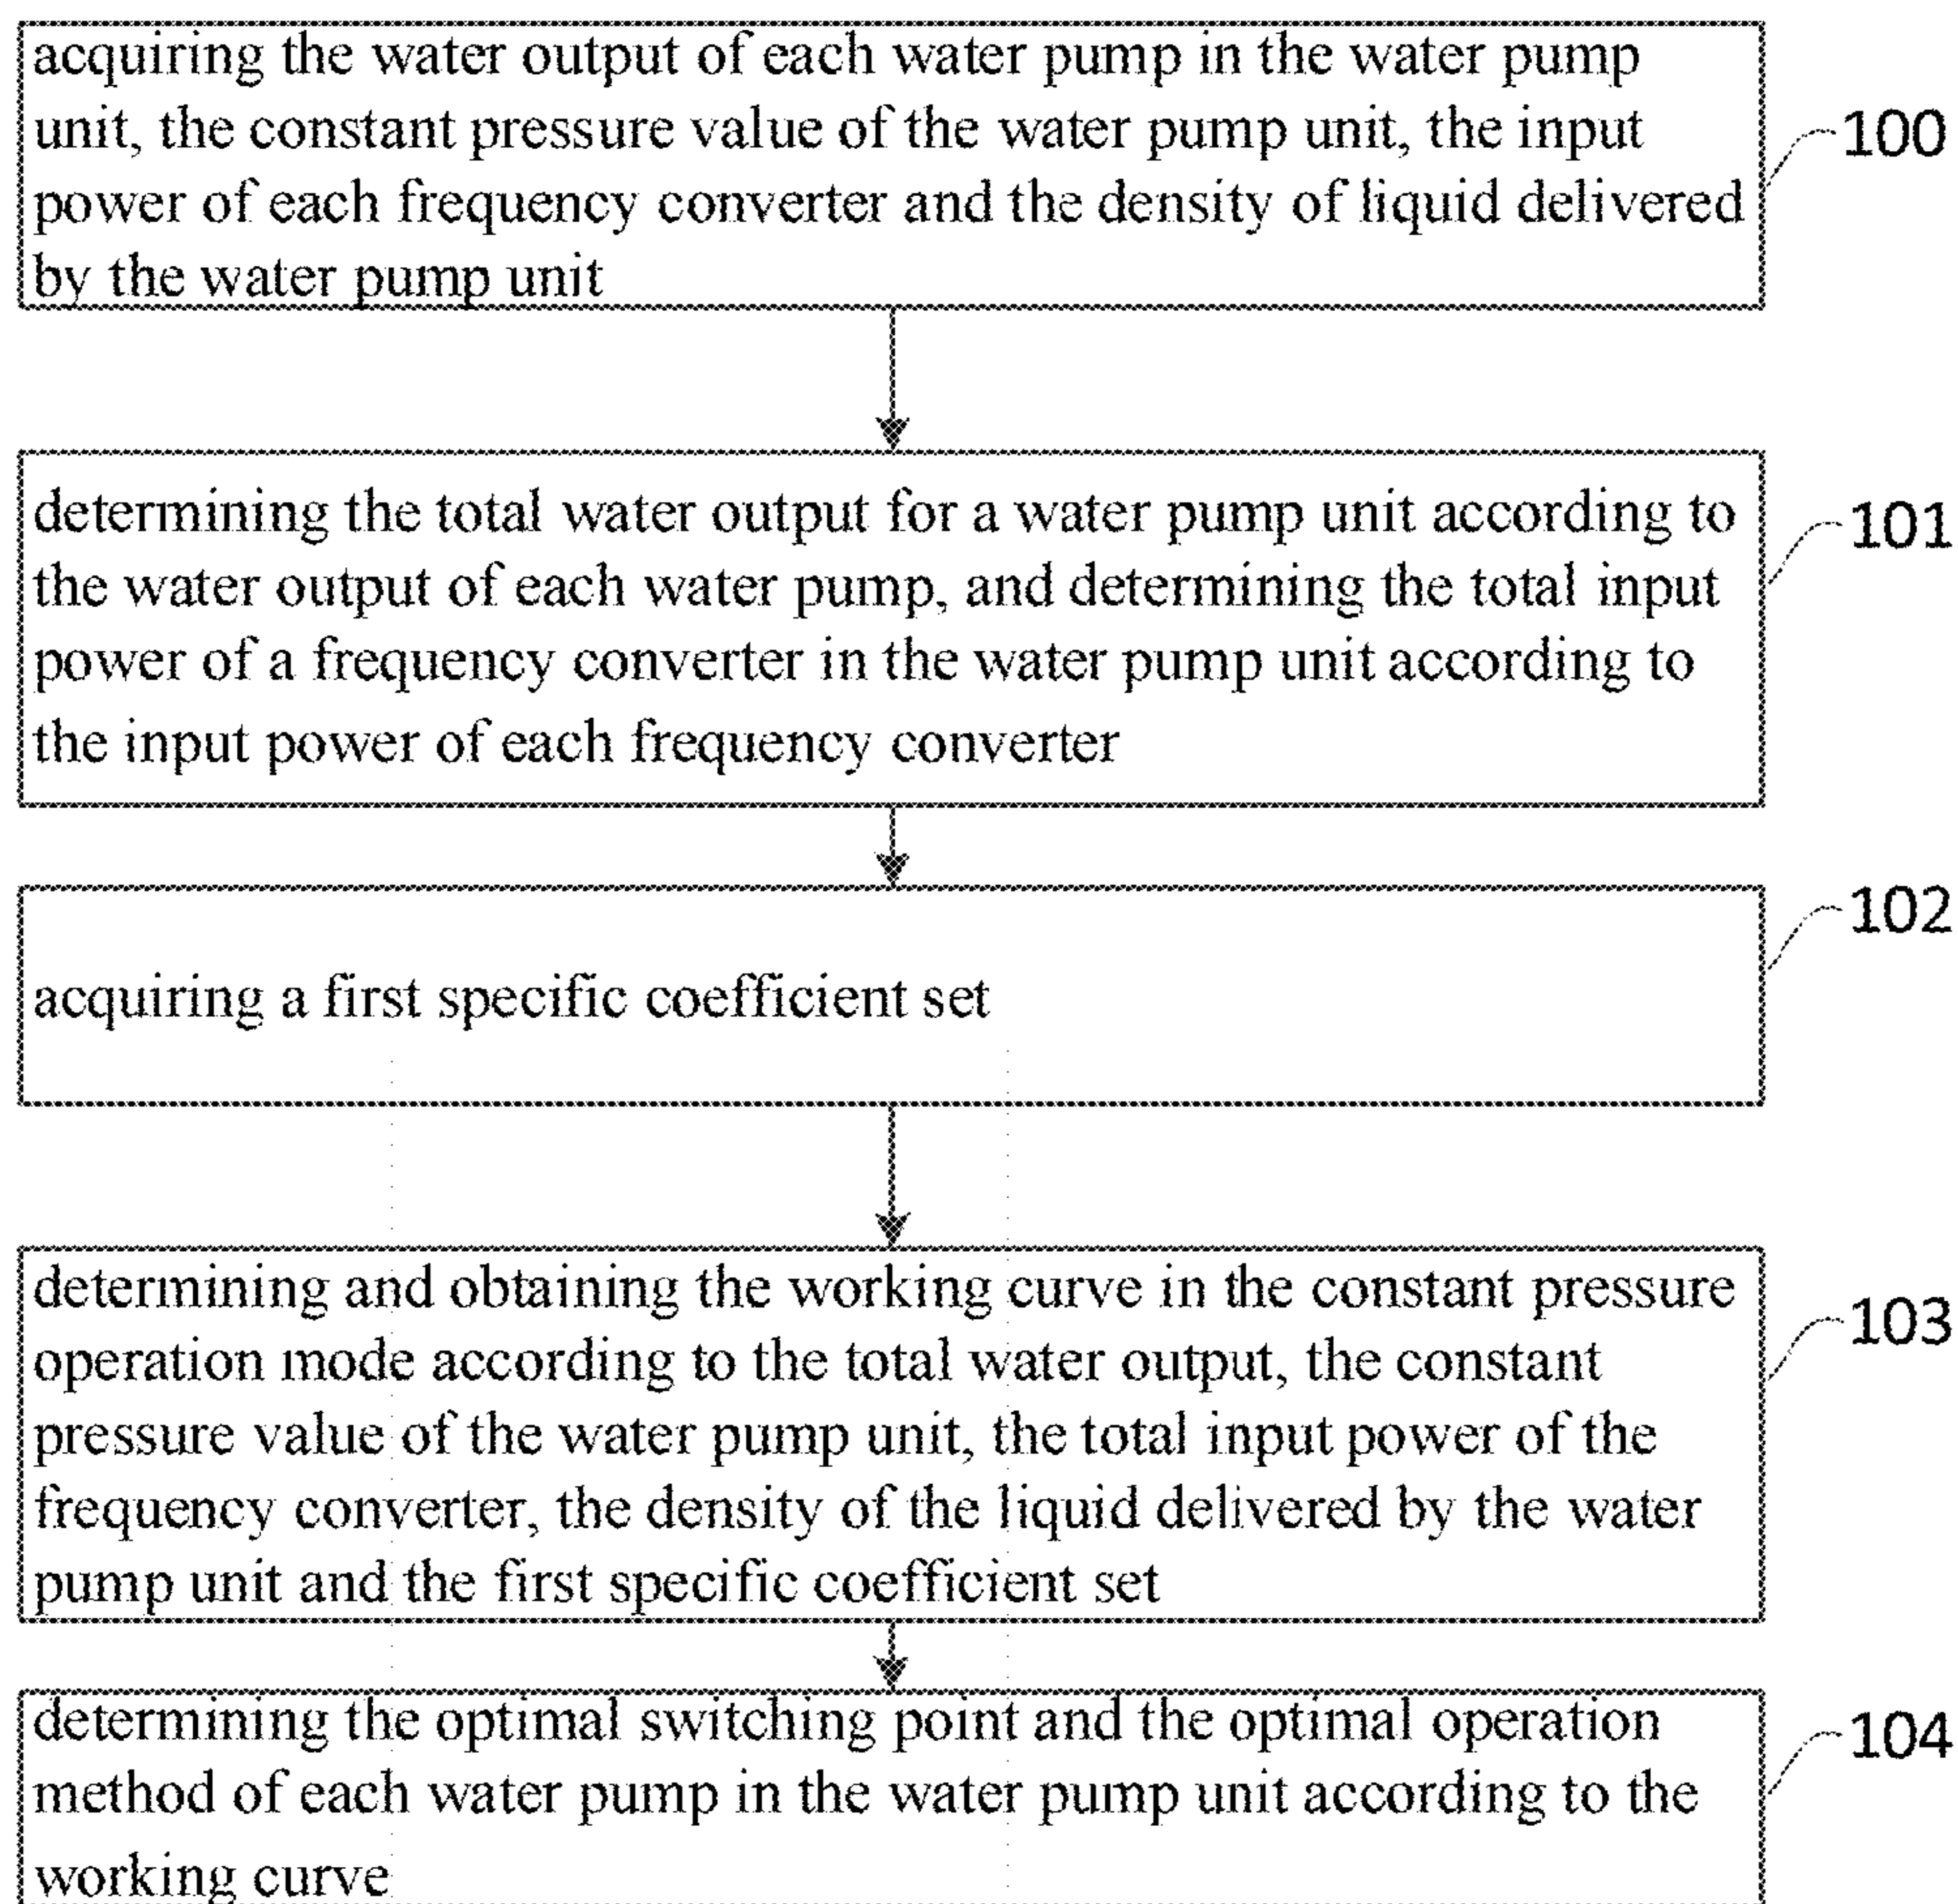 acquiring the water output of each water pump in the water pump
unit, the constant pressure value of the water pump unit, the input
power of each frequency converter and the density of liquid delivered
by the water pump unit
100
determining the total water output for a water pump unit according to
the water output of each water pump, and determining the total input
power of a frequency converter in the water pump unit according to
the input power of each frequency converter
101
acquiring a first specific coefficient set
102
determining and obtaining the working curve in the constant pressure
operation mode according to the total water output, the constant
pressure value of the water pump unit, the total input power of the
frequency converter, the density of the liquid delivered by the water
pump unit and the first specific coefficient set
103
determining the optimal switching point and the optimal operation
method of each water pump in the water pump unit according to the
working curve
104